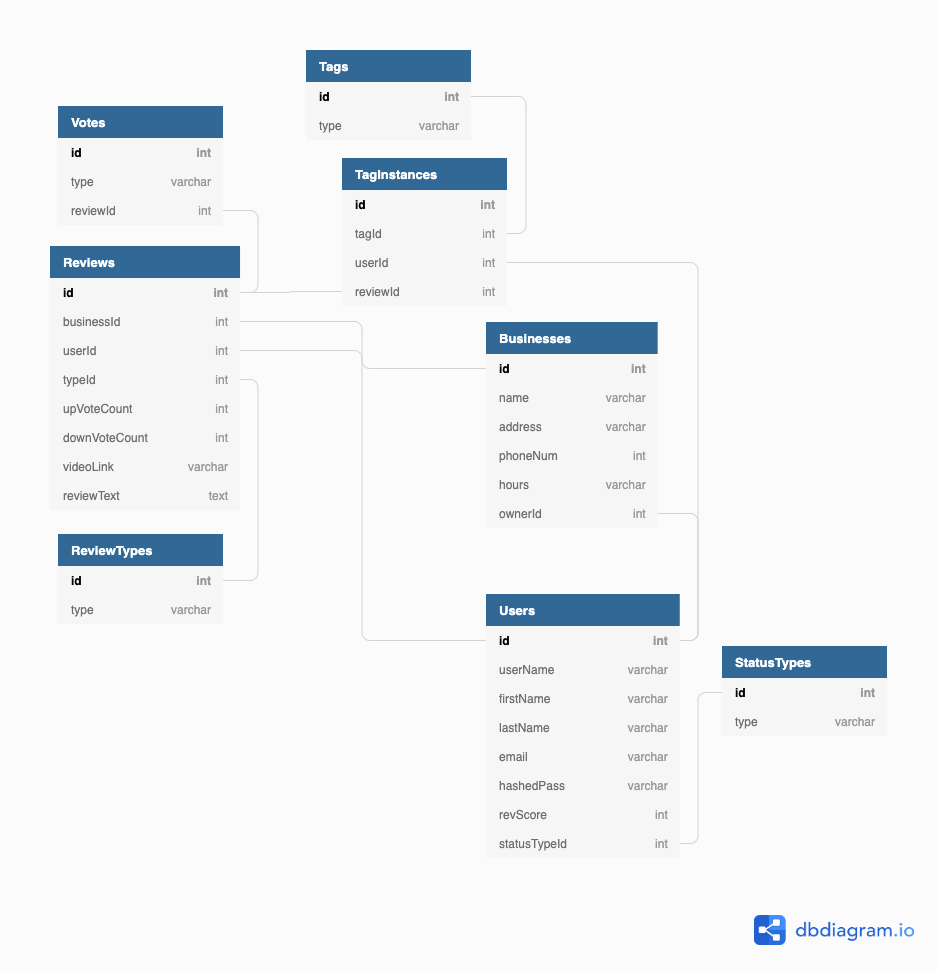 Tags
id int
type varchar
Votes
id int
type varchar
reviewId int
TagInstances
id int
tagId int
userId int
reviewId int
Reviews
id int
businessId int
userId int
typeId int
upVoteCount int
downVoteCount int
videoLink varchar
reviewText text
Businesses
id int
name varchar
address varchar
phoneNum int
hours varchar
ownerId int
ReviewTypes
id int
type varchar
Users
id int
userName varchar
firstName varchar
lastName varchar
email varchar
hashedPass varchar
revScore int
statusTypeId int
StatusTypes
id int
type varchar
dbdiagram.io